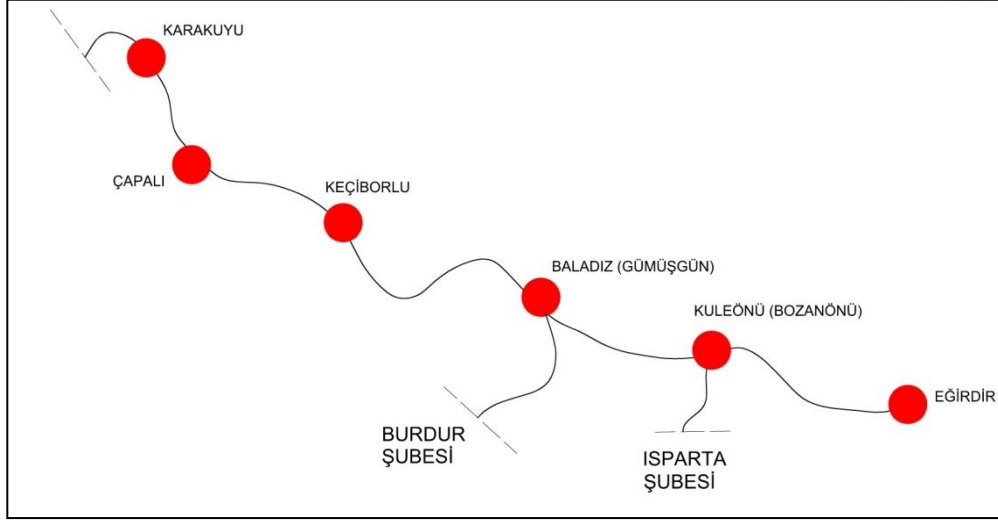 KARAKUYU
ÇAPALI
KEÇİBORLU
BALADIZ (GÜMÜŞGÜN)
KULEÖNÜ (BOZANÖNÜ)
EĞİRDİR
BURDUR
ŞUBESİ
ISPARTA
ŞUBESİ